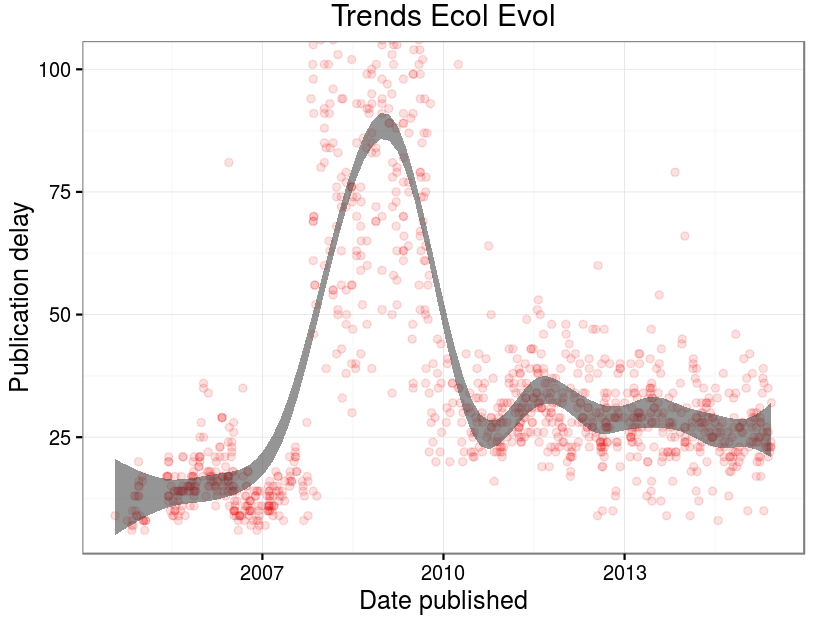 Trends Ecol Evol
Publication delay
100
75
50
25
2007
2010
2013
Date published